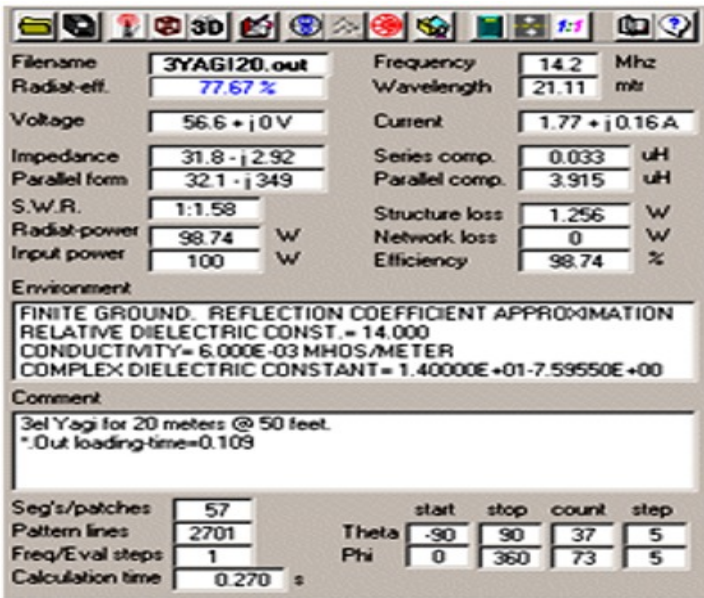 3D 1:1
Filename 3YAGI20.out Frequency 14.2 Mhz
Radiat-eff. 77.67 % Wavelength 21.11 mtr
Voltage 56.6 + j 0 V Current 1.77 + j 0.16 A
Impedance 31.8 - j 2.92 Series comp. 0.033 uH
Parallel form 32.1 - j 349 Parallel comp. 3.915 uH
S.W.R. 1:1.58 Structure loss 1.256 W
Radiat-power 98.74 W Network loss 0 W
Input power 100 W Efficiency 98.74 %
Environment
FINITE GROUND. REFLECTION COEFFICIENT APPROXIMATION
RELATIVE DIELECTRIC CONST.= 14.000
CONDUCTIVITY= 6.000E-03 MHOS/METER
COMPLEX DIELECTRIC CONSTANT= 1.40000E+01-7.59550E+00
Comment
3el Yagi for 20 meters @ 50 feet.
*.Out loading-time=0.109
Seg's/patches 57 start stop count step
Pattern lines 2701 Theta -90 90 37 5
Freq/Eval steps 1 Phi 0 360 73 5
Calculation time 0.270 s